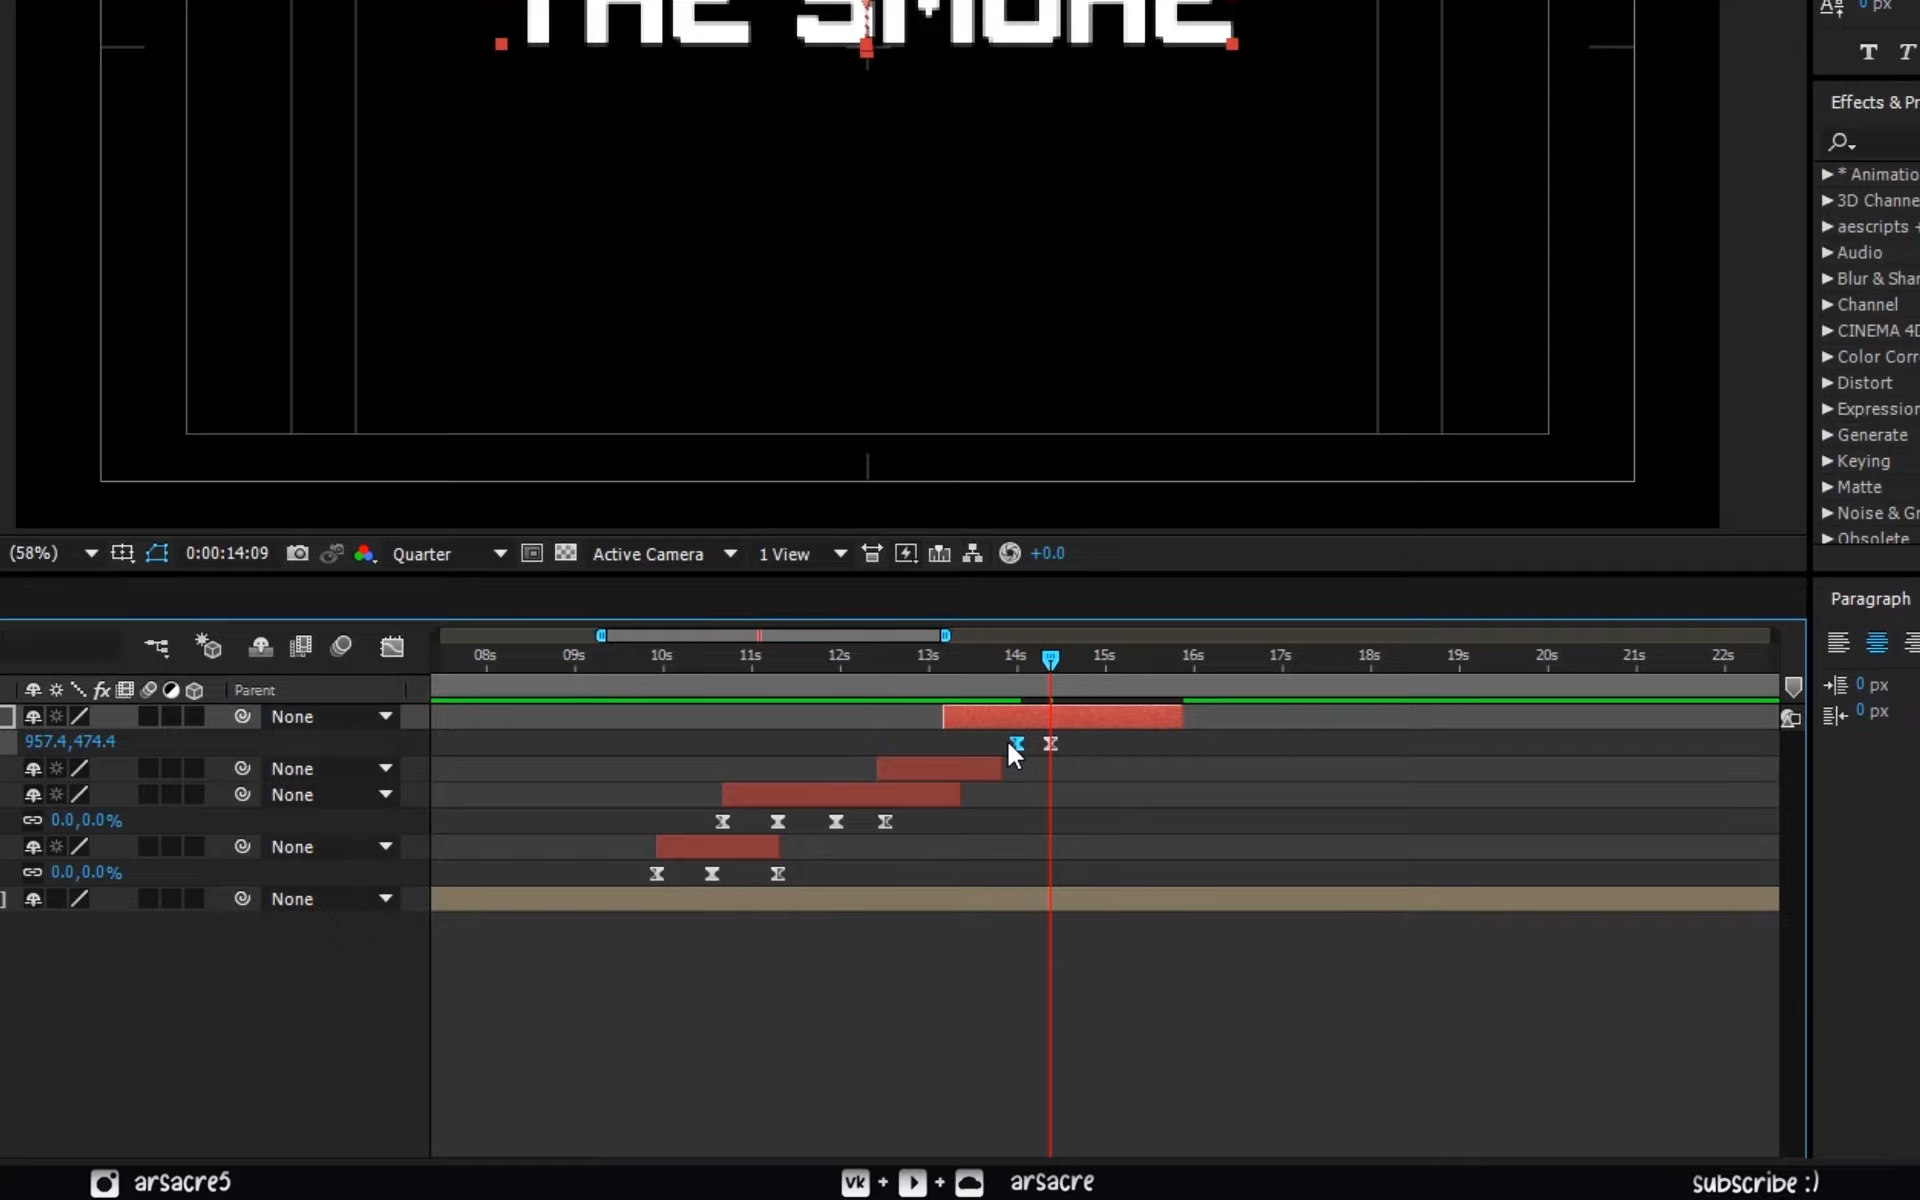 THE SMOKE
0 px
T T
Effects & Pr
* Animatio
3D Channe
aescripts +
Audio
Blur & Shar
Channel
CINEMA 4D
Color Corr
Distort
Expression
Generate
Keying
Matte
Noise & Gr
Obsolete
(58%) 0:00:14:09 Quarter Active Camera 1 View +0.0
Paragraph
08s 09s 10s 11s 12s 13s 14s 15s 16s 17s 18s 19s 20s 21s 22s
fx Parent
0 px
None
0 px
957.4,474.4
None
None
0.0,0.0%
None
0.0,0.0%
None
arsacre5 vk + + arsacre subscribe :)